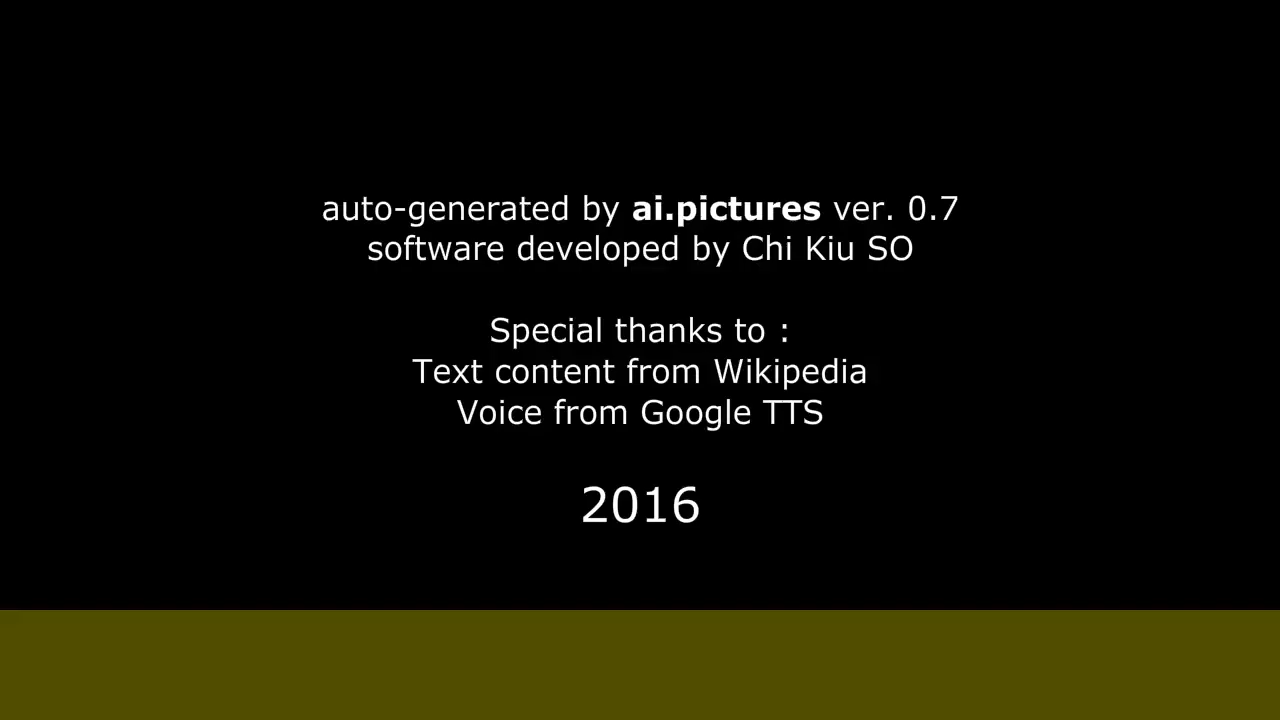 auto-generated by ai.pictures ver. 0.7
software developed by Chi Kiu SO
Special thanks to :
Text content from Wikipedia
Voice from Google TTS
2016